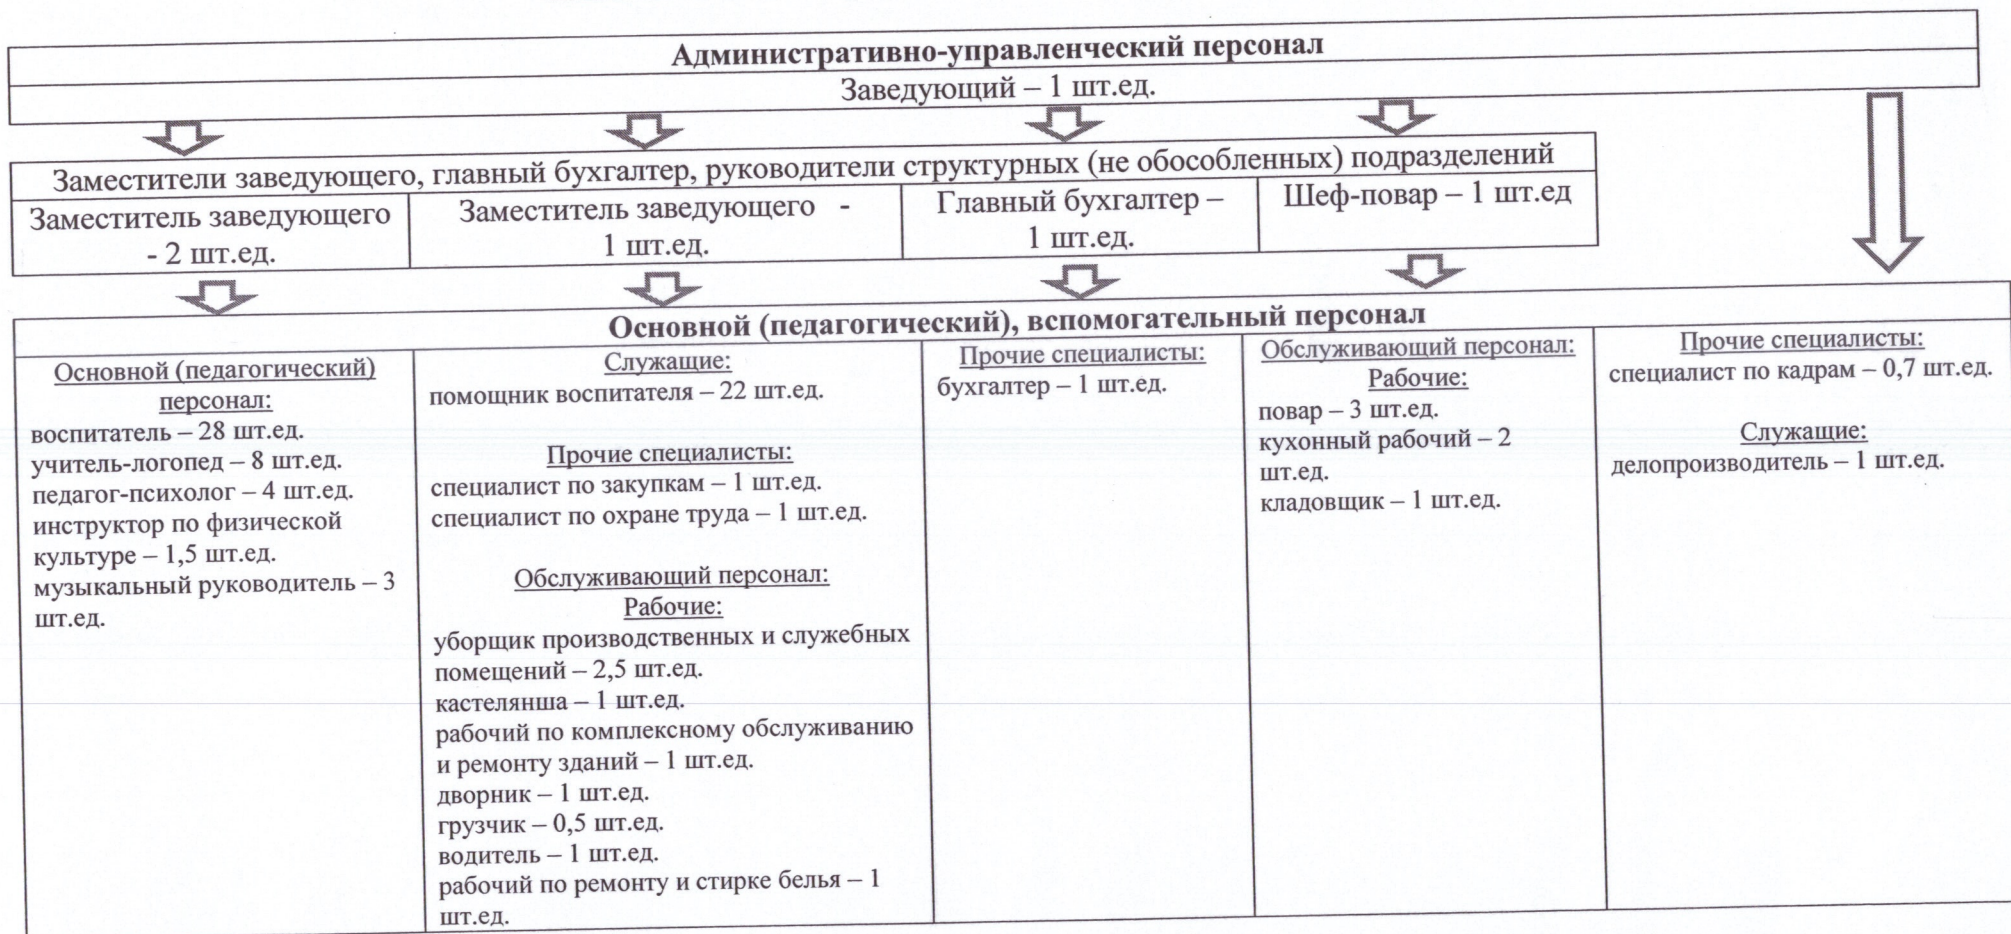 Административно-управленческий персонал
Заведующий – 1 шт.ед.
Заместители заведующего, главный бухгалтер, руководители структурных (не обособленных) подразделений
Заместитель заведующего
- 2 шт.ед.
Заместитель заведующего -
1 шт.ед.
Главный бухгалтер –
1 шт.ед.
Шеф-повар – 1 шт.ед
Основной (педагогический), вспомогательный персонал
Основной (педагогический)
персонал:
воспитатель – 28 шт.ед.
учитель-логопед – 8 шт.ед.
педагог-психолог – 4 шт.ед.
инструктор по физической
культуре – 1,5 шт.ед.
музыкальный руководитель – 3
шт.ед.
Служащие:
помощник воспитателя – 22 шт.ед.
Прочие специалисты:
специалист по закупкам – 1 шт.ед.
специалист по охране труда – 1 шт.ед.
Обслуживающий персонал:
Рабочие:
уборщик производственных и служебных
помещений – 2,5 шт.ед.
кастелянша – 1 шт.ед.
рабочий по комплексному обслуживанию
и ремонту зданий – 1 шт.ед.
дворник – 1 шт.ед.
грузчик – 0,5 шт.ед.
водитель – 1 шт.ед.
рабочий по ремонту и стирке белья – 1
шт.ед.
Прочие специалисты:
бухгалтер – 1 шт.ед.
Обслуживающий персонал:
Рабочие:
повар – 3 шт.ед.
кухонный рабочий – 2
шт.ед.
кладовщик – 1 шт.ед.
Прочие специалисты:
специалист по кадрам – 0,7 шт.ед.
Служащие:
делопроизводитель – 1 шт.ед.